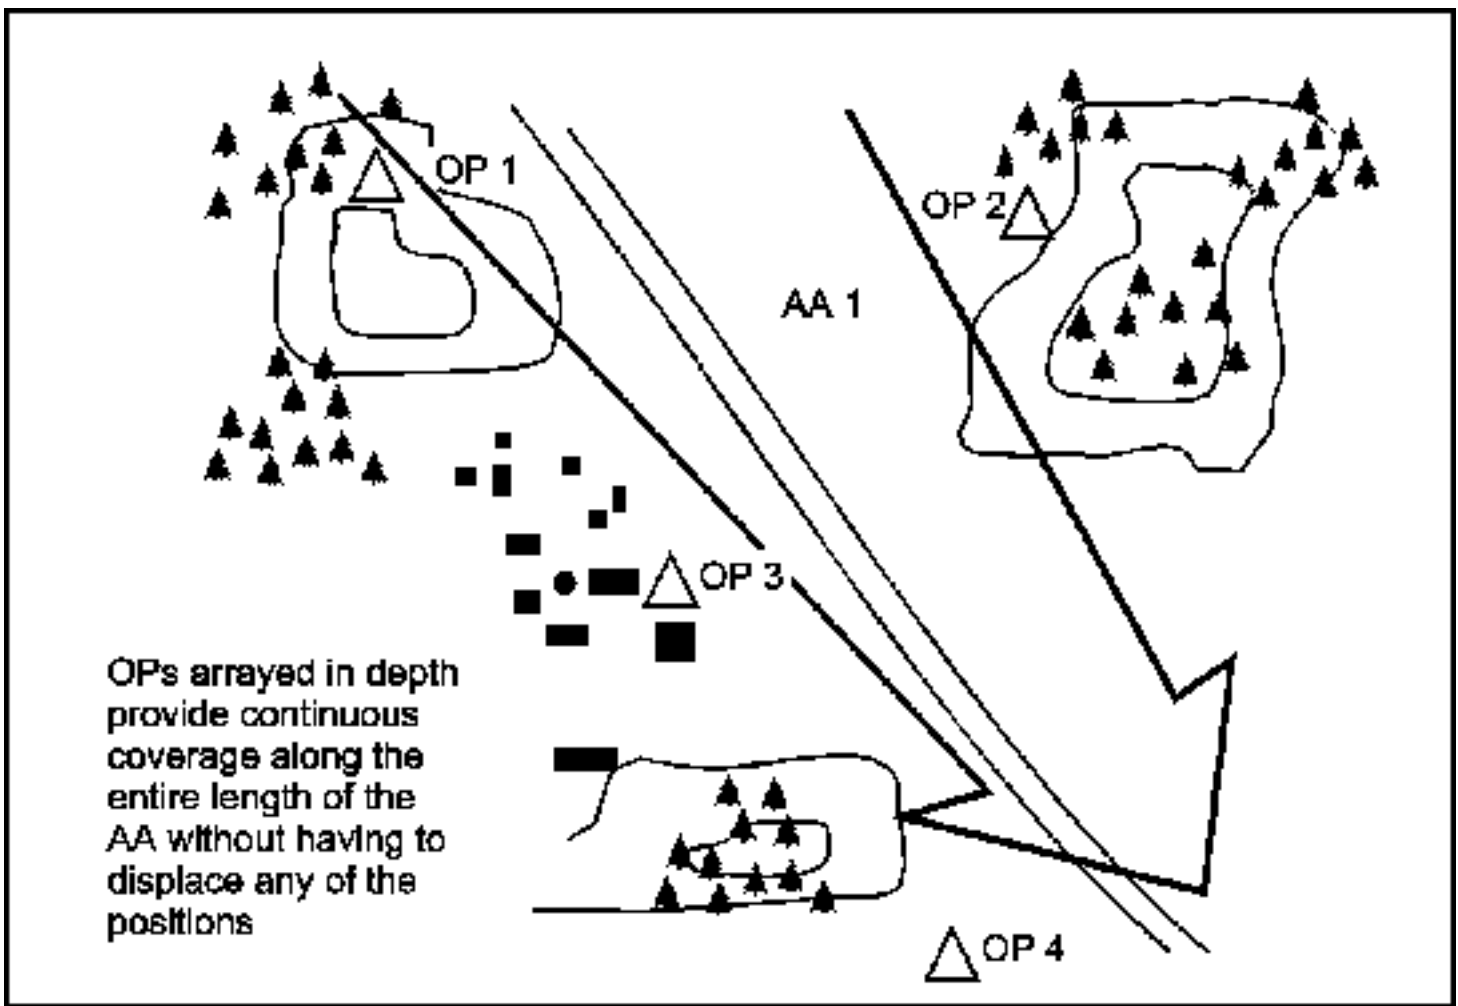 OP 1
OP 2
AA 1
OP 3
OPs arrayed in depth
provide continuous
coverage along the
entire length of the
AA without having to
displace any of the
positions
OP 4